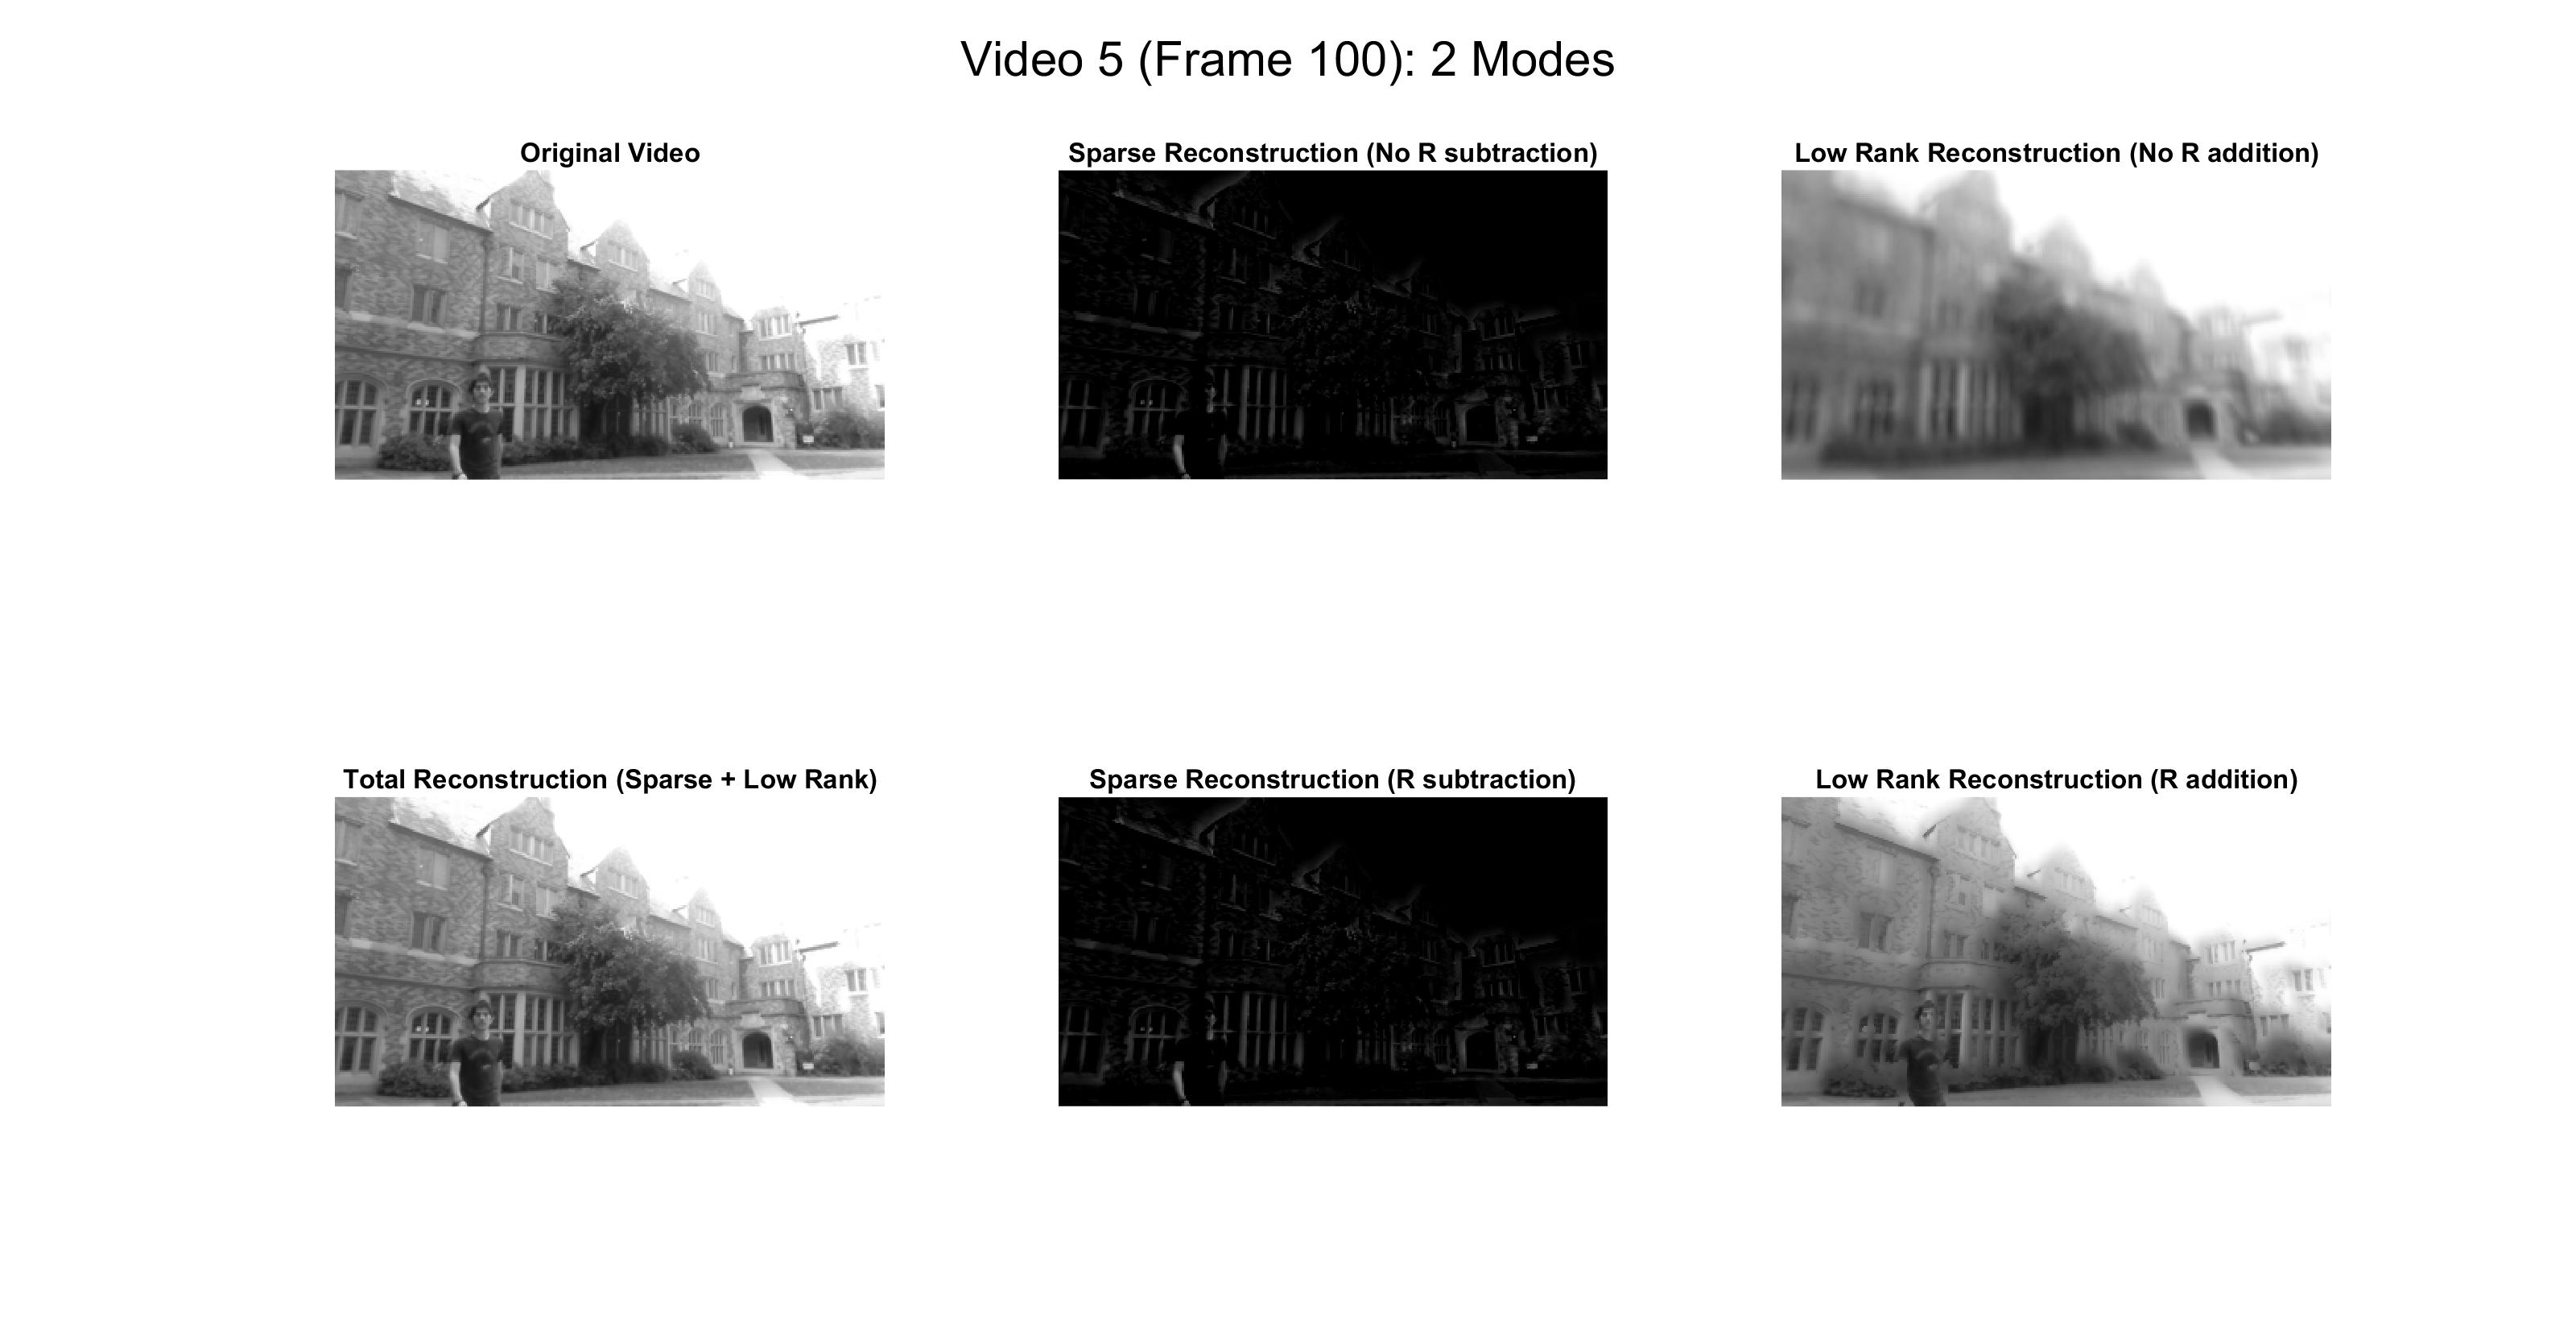 Video 5 (Frame 100): 2 Modes
Original Video
Sparse Reconstruction (No R subtraction)
Low Rank Reconstruction (No R addition)
Total Reconstruction (Sparse + Low Rank)
Sparse Reconstruction (R subtraction)
Low Rank Reconstruction (R addition)